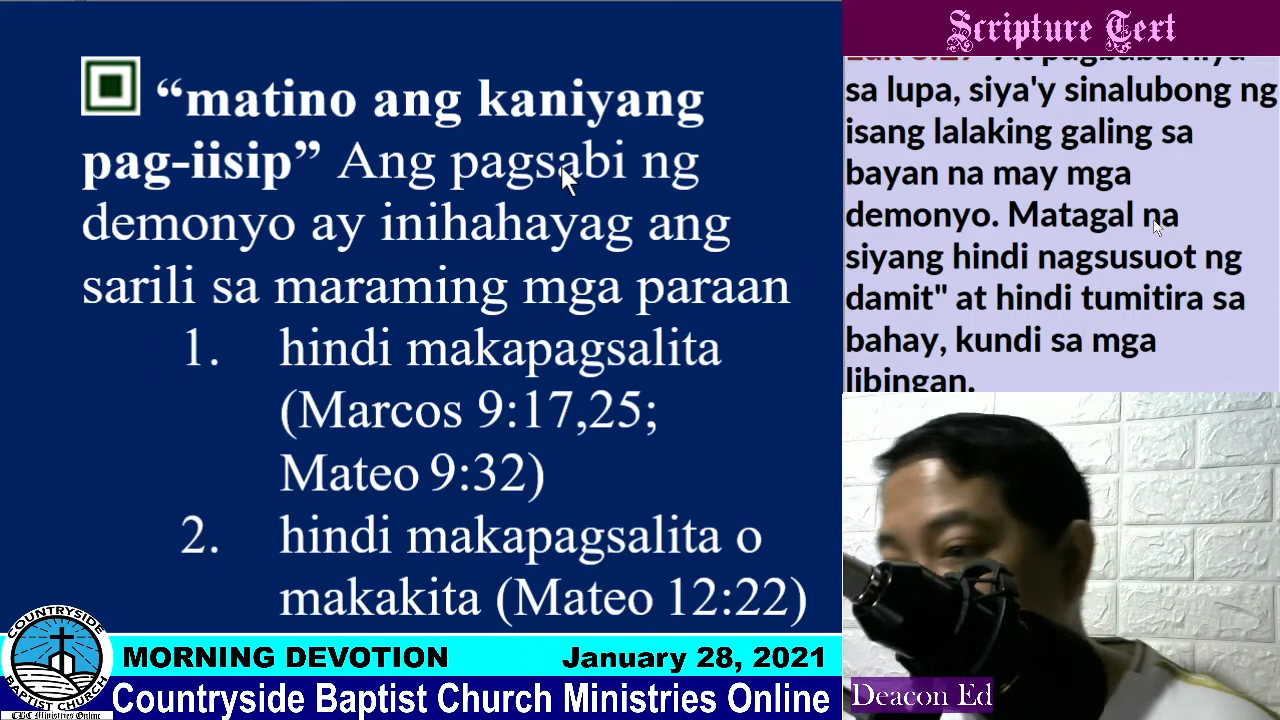 “matino ang kaniyang
pag-iisip” Ang pagsabi ng
demonyo ay inihahayag ang
sarili sa maraming mga paraan
1. hindi makapagsalita
(Marcos 9:17,25;
Mateo 9:32)
2. hindi makapagsalita o
makakita (Mateo 12:22)
Scripture Text
sa lupa, siya'y sinalubong ng
isang lalaking galing sa
bayan na may mga
demonyo. Matagal na
siyang hindi nagsusuot ng
damit" at hindi tumitira sa
bahay, kundi sa mga
libingan.
COUNTRYSIDE
BAPTIST CHURCH
CBC Ministries Online
MORNING DEVOTION January 28, 2021
Countryside Baptist Church Ministries Online
Deacon Ed